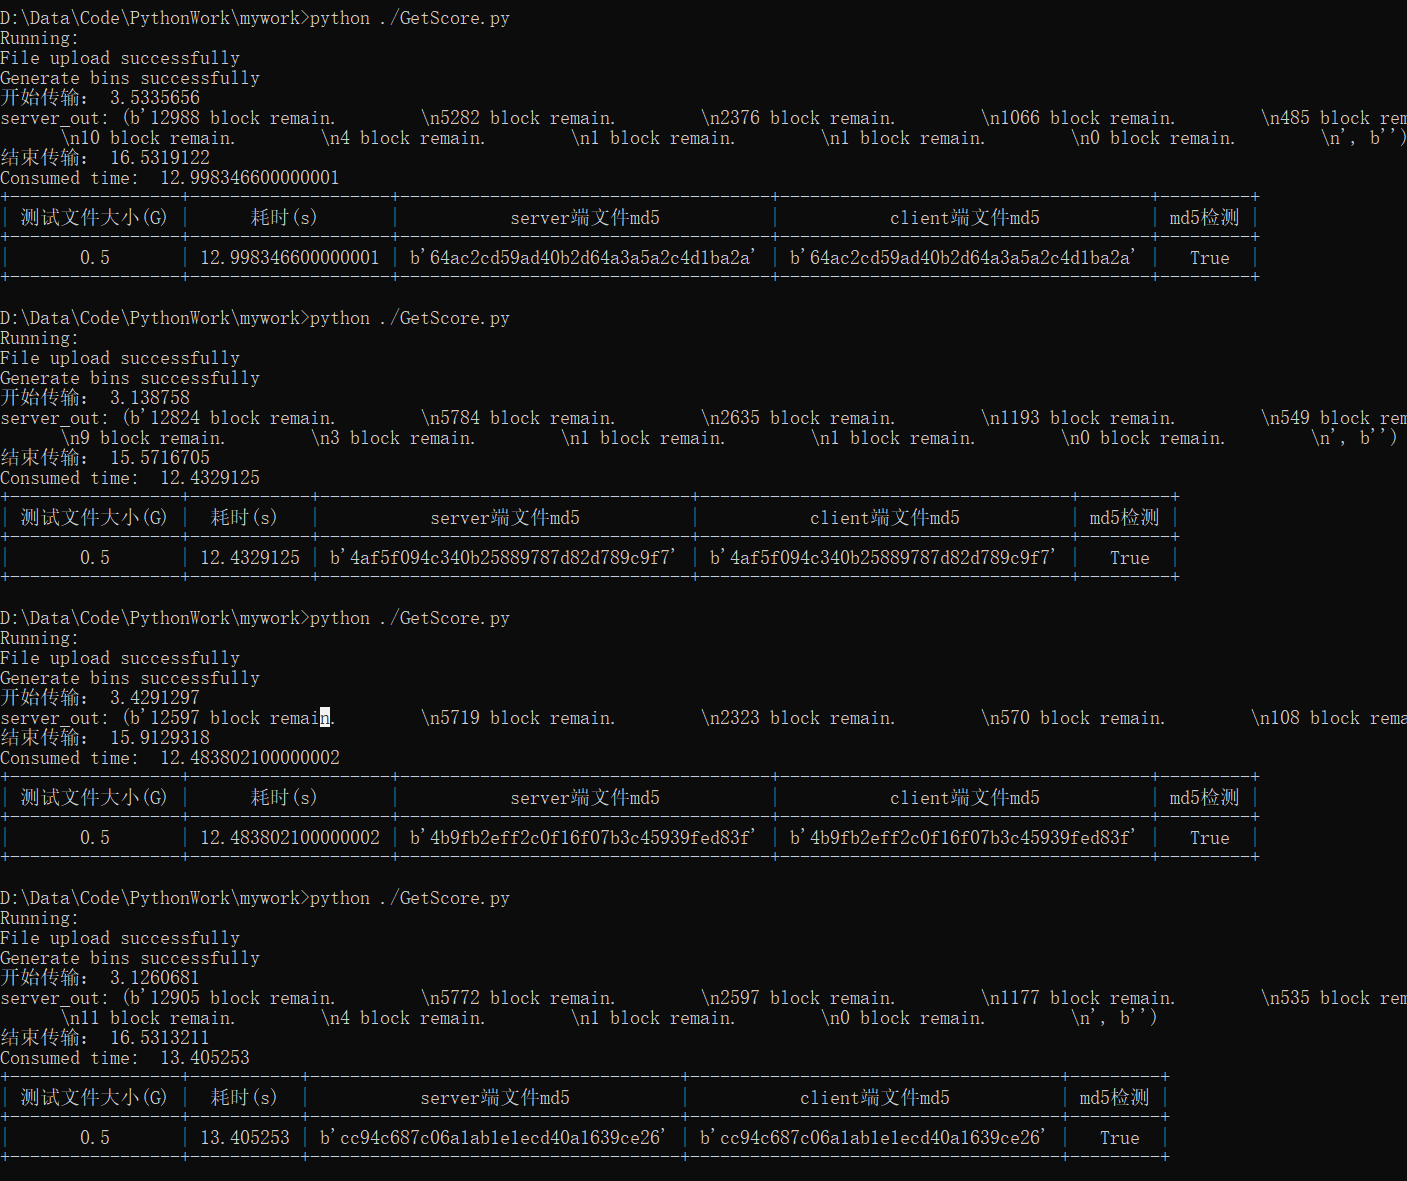 D:\Data\Code\PythonWork\mywork>python ./GetScore.py
Running:
File upload successfully
Generate bins successfully
开始传输： 3.5335656
server_out: (b'12988 block remain. \n5282 block remain. \n2376 block remain. \n1066 block remain. \n485 block rem
\n10 block remain. \n4 block remain. \n1 block remain. \n1 block remain. \n0 block remain. \n', b'')
结束传输： 16.5319122
Consumed time:  12.998346600000001
| 测试文件大小(G) | 耗时(s) | server端文件md5 | client端文件md5 | md5检测 |
| 0.5 | 12.998346600000001 | b'64ac2cd59ad40b2d64a3a5a2c4d1ba2a' | b'64ac2cd59ad40b2d64a3a5a2c4d1ba2a' | True |
D:\Data\Code\PythonWork\mywork>python ./GetScore.py
Running:
File upload successfully
Generate bins successfully
开始传输： 3.138758
server_out: (b'12824 block remain. \n5784 block remain. \n2635 block remain. \n1193 block remain. \n549 block rem
\n9 block remain. \n3 block remain. \n1 block remain. \n1 block remain. \n0 block remain. \n', b'')
结束传输： 15.5716705
Consumed time:  12.4329125
| 测试文件大小(G) | 耗时(s) | server端文件md5 | client端文件md5 | md5检测 |
| 0.5 | 12.4329125 | b'4af5f094c340b25889787d82d789c9f7' | b'4af5f094c340b25889787d82d789c9f7' | True |
D:\Data\Code\PythonWork\mywork>python ./GetScore.py
Running:
File upload successfully
Generate bins successfully
开始传输： 3.4291297
server_out: (b'12597 block remain. \n5719 block remain. \n2323 block remain. \n570 block remain. \n108 block rema
结束传输： 15.9129318
Consumed time:  12.483802100000002
| 测试文件大小(G) | 耗时(s) | server端文件md5 | client端文件md5 | md5检测 |
| 0.5 | 12.483802100000002 | b'4b9fb2eff2c0f16f07b3c45939fed83f' | b'4b9fb2eff2c0f16f07b3c45939fed83f' | True |
D:\Data\Code\PythonWork\mywork>python ./GetScore.py
Running:
File upload successfully
Generate bins successfully
开始传输： 3.1260681
server_out: (b'12905 block remain. \n5772 block remain. \n2597 block remain. \n1177 block remain. \n535 block rem
\n11 block remain. \n4 block remain. \n1 block remain. \n0 block remain. \n', b'')
结束传输： 16.5313211
Consumed time:  13.405253
| 测试文件大小(G) | 耗时(s) | server端文件md5 | client端文件md5 | md5检测 |
| 0.5 | 13.405253 | b'cc94c687c06a1ab1e1ecd40a1639ce26' | b'cc94c687c06a1ab1e1ecd40a1639ce26' | True |